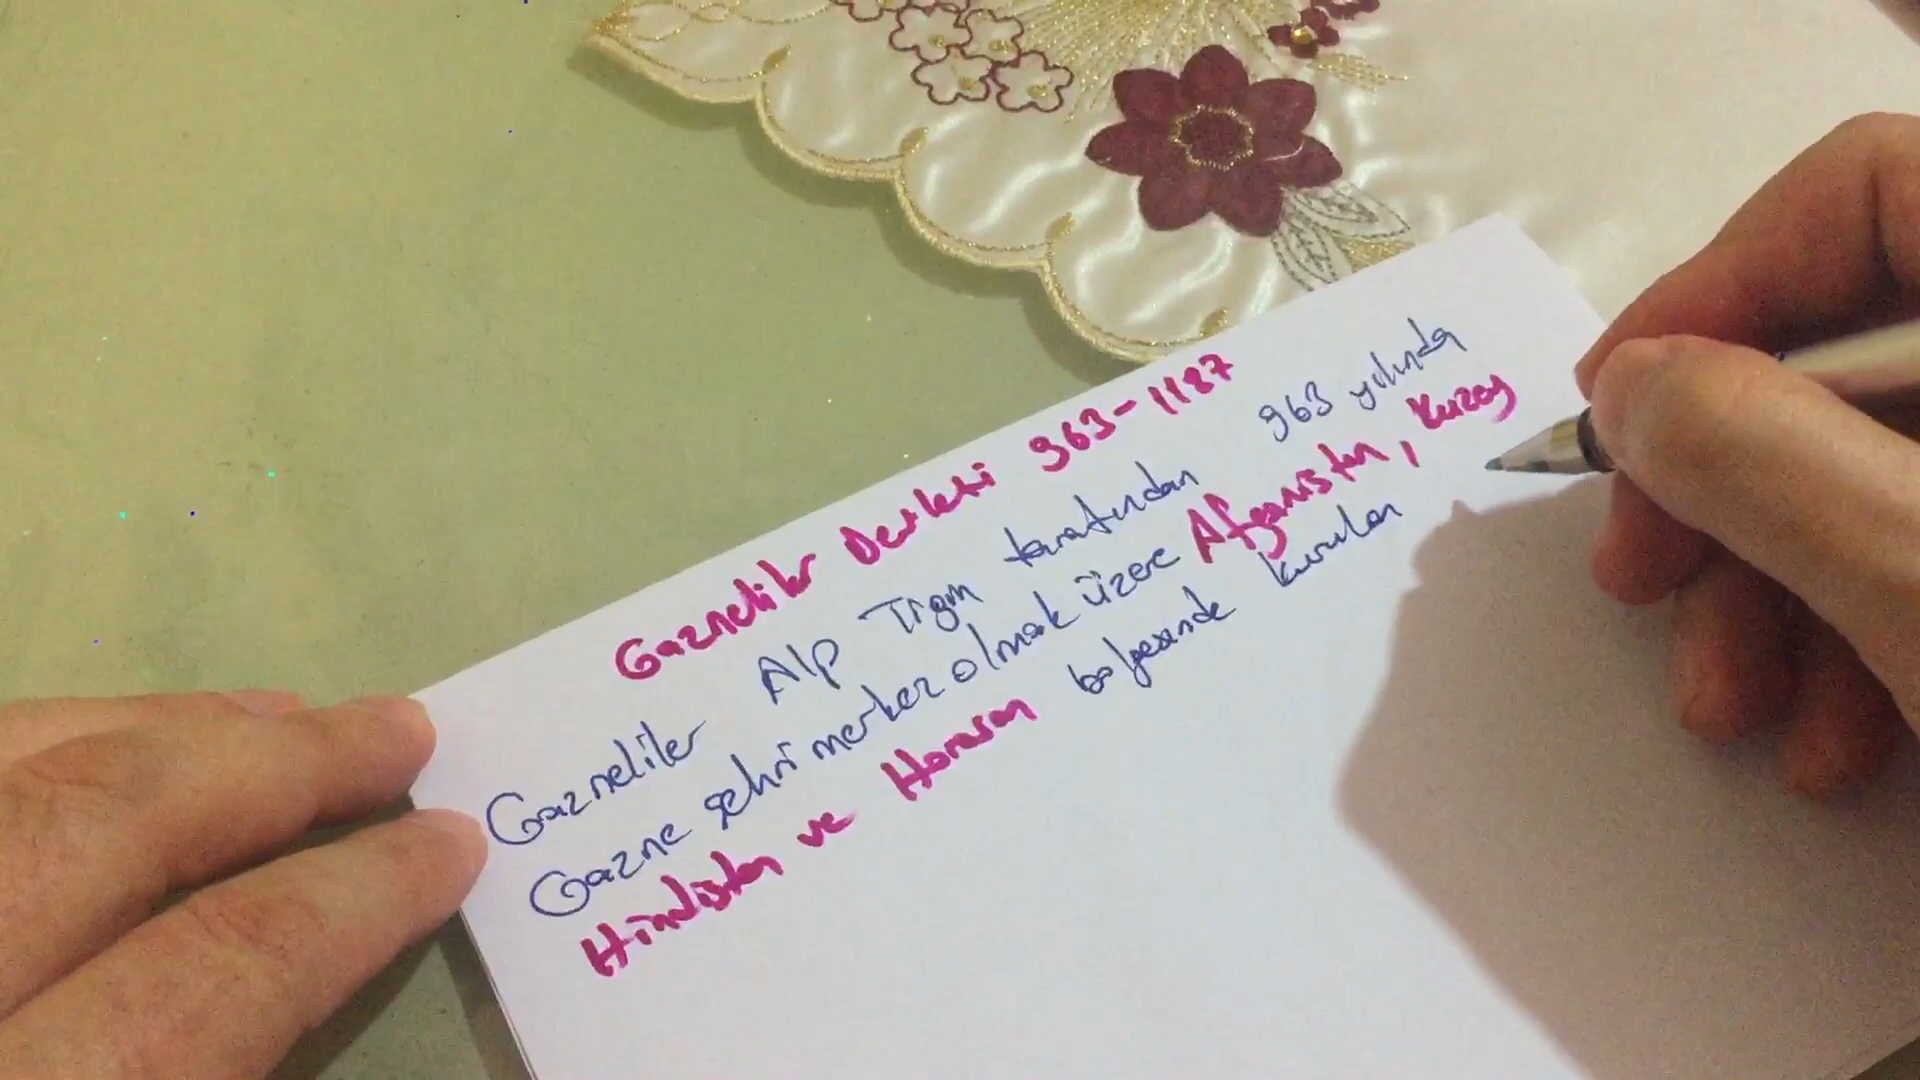 Gazneliler Devleti 963-1187
Gazneliler Alp Tigin tarafından 963 yılında
Gazne şehri merkez olmak üzere Afganistan, Kuzey
Hindistan ve Horasan bölgesinde kurulan